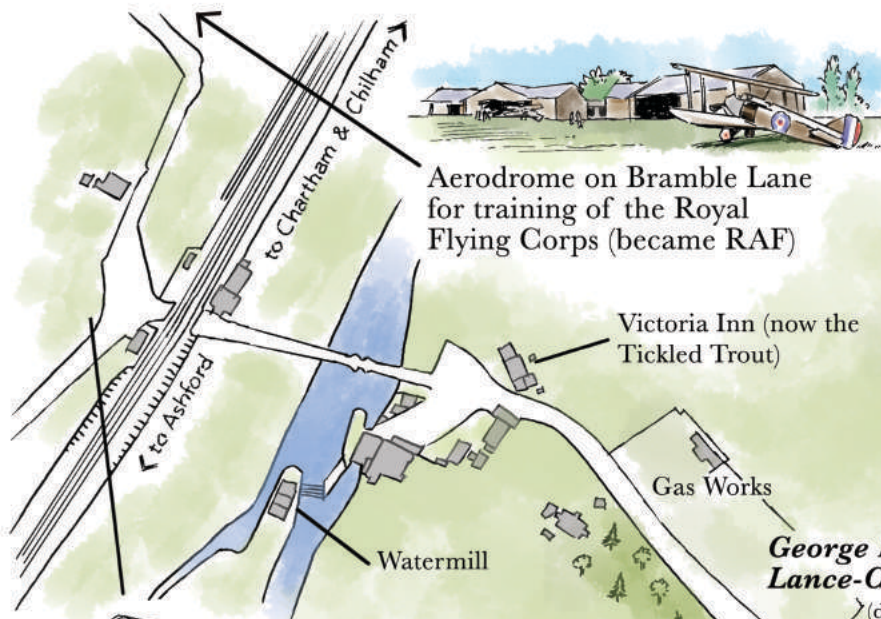 to Chartham & Chilham
Aerodrome on Bramble Lane
for training of the Royal
Flying Corps (became RAF)
Victoria Inn (now the
Tickled Trout)
to Ashford
Gas Works
Watermill
George
Lance-C
(d